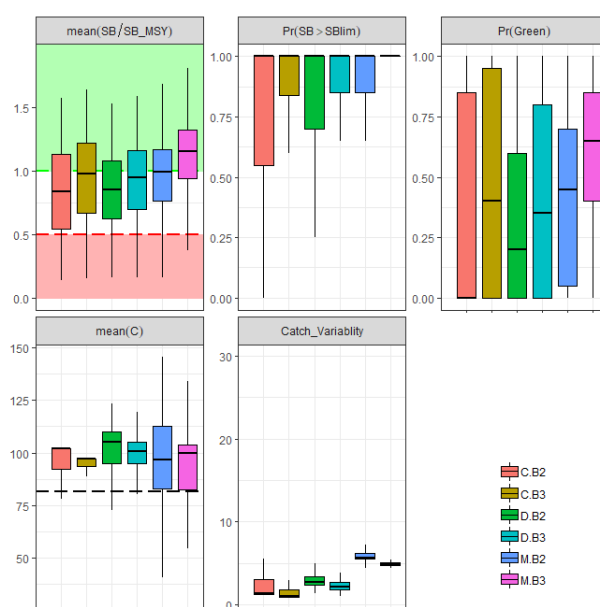 mean(SB/SB_MSY)
Pr(SB>SBlim)
Pr(Green)
1.5
1.0
0.5
0.0
1.00
0.75
0.50
0.25
0.00
1.00
0.75
0.50
0.25
0.00
mean(C)
Catch_Variablity
150
125
100
75
50
30
20
10
0
C.B2
C.B3
D.B2
D.B3
M.B2
M.B3